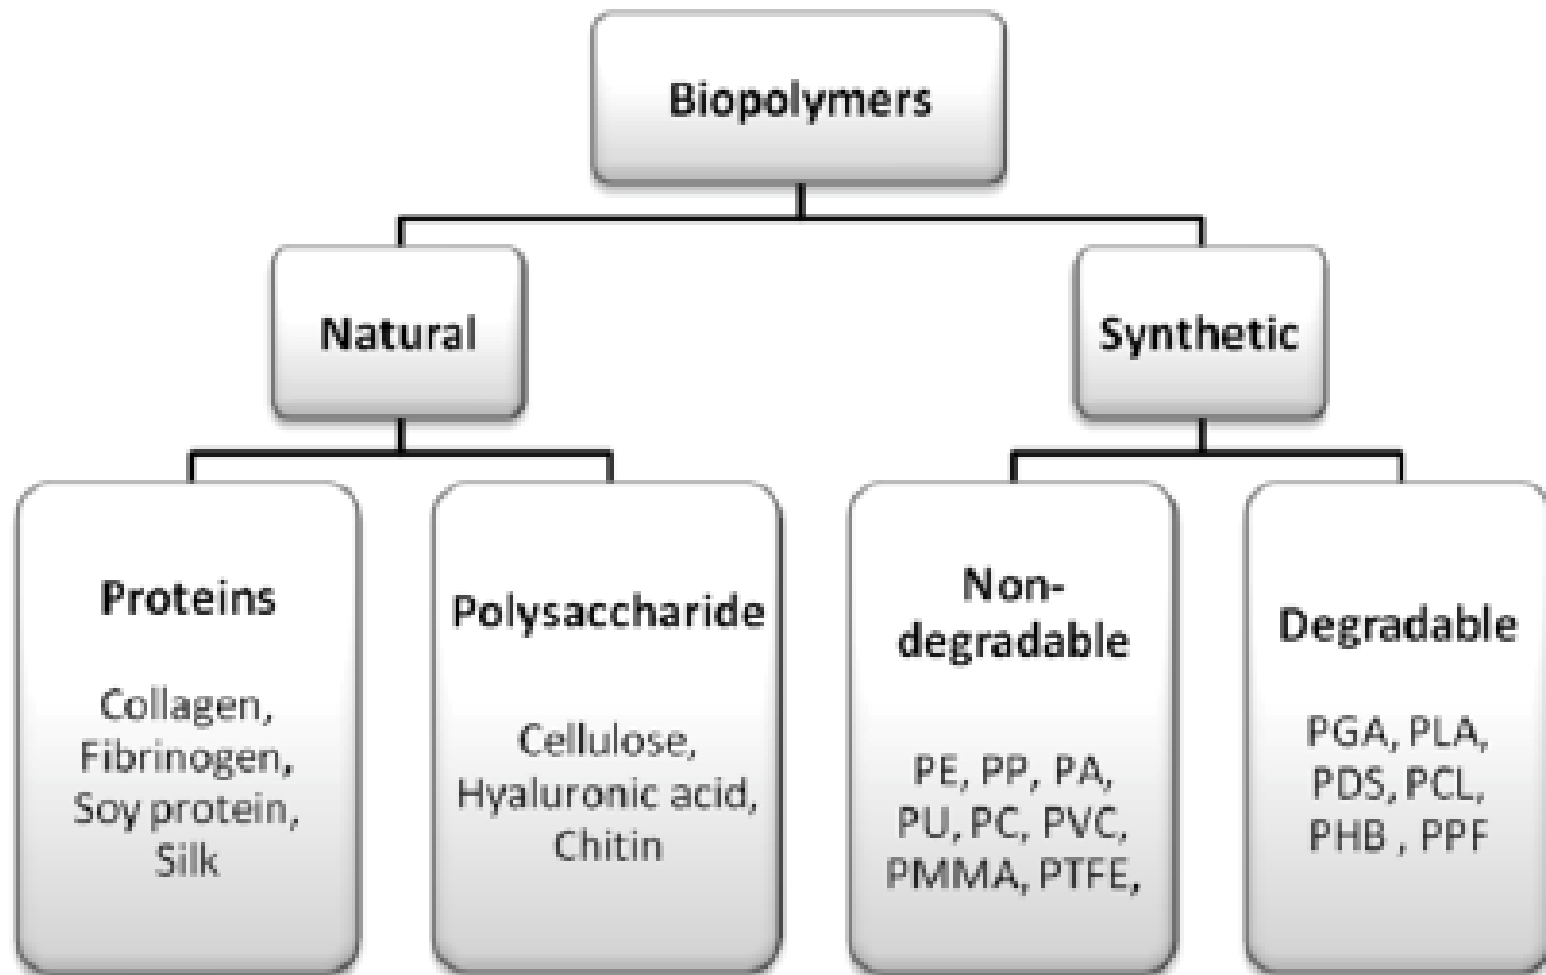 Biopolymers
Natural
Synthetic
Proteins
Collagen,
Fibrinogen,
Soy protein,
Silk
Polysaccharide
Cellulose,
Hyaluronic acid,
Chitin
Non-
degradable
PE, PP, PA,
PU, PC, PVC,
PMMA, PTFE,
Degradable
PGA, PLA,
PDS, PCL,
PHB , PPF